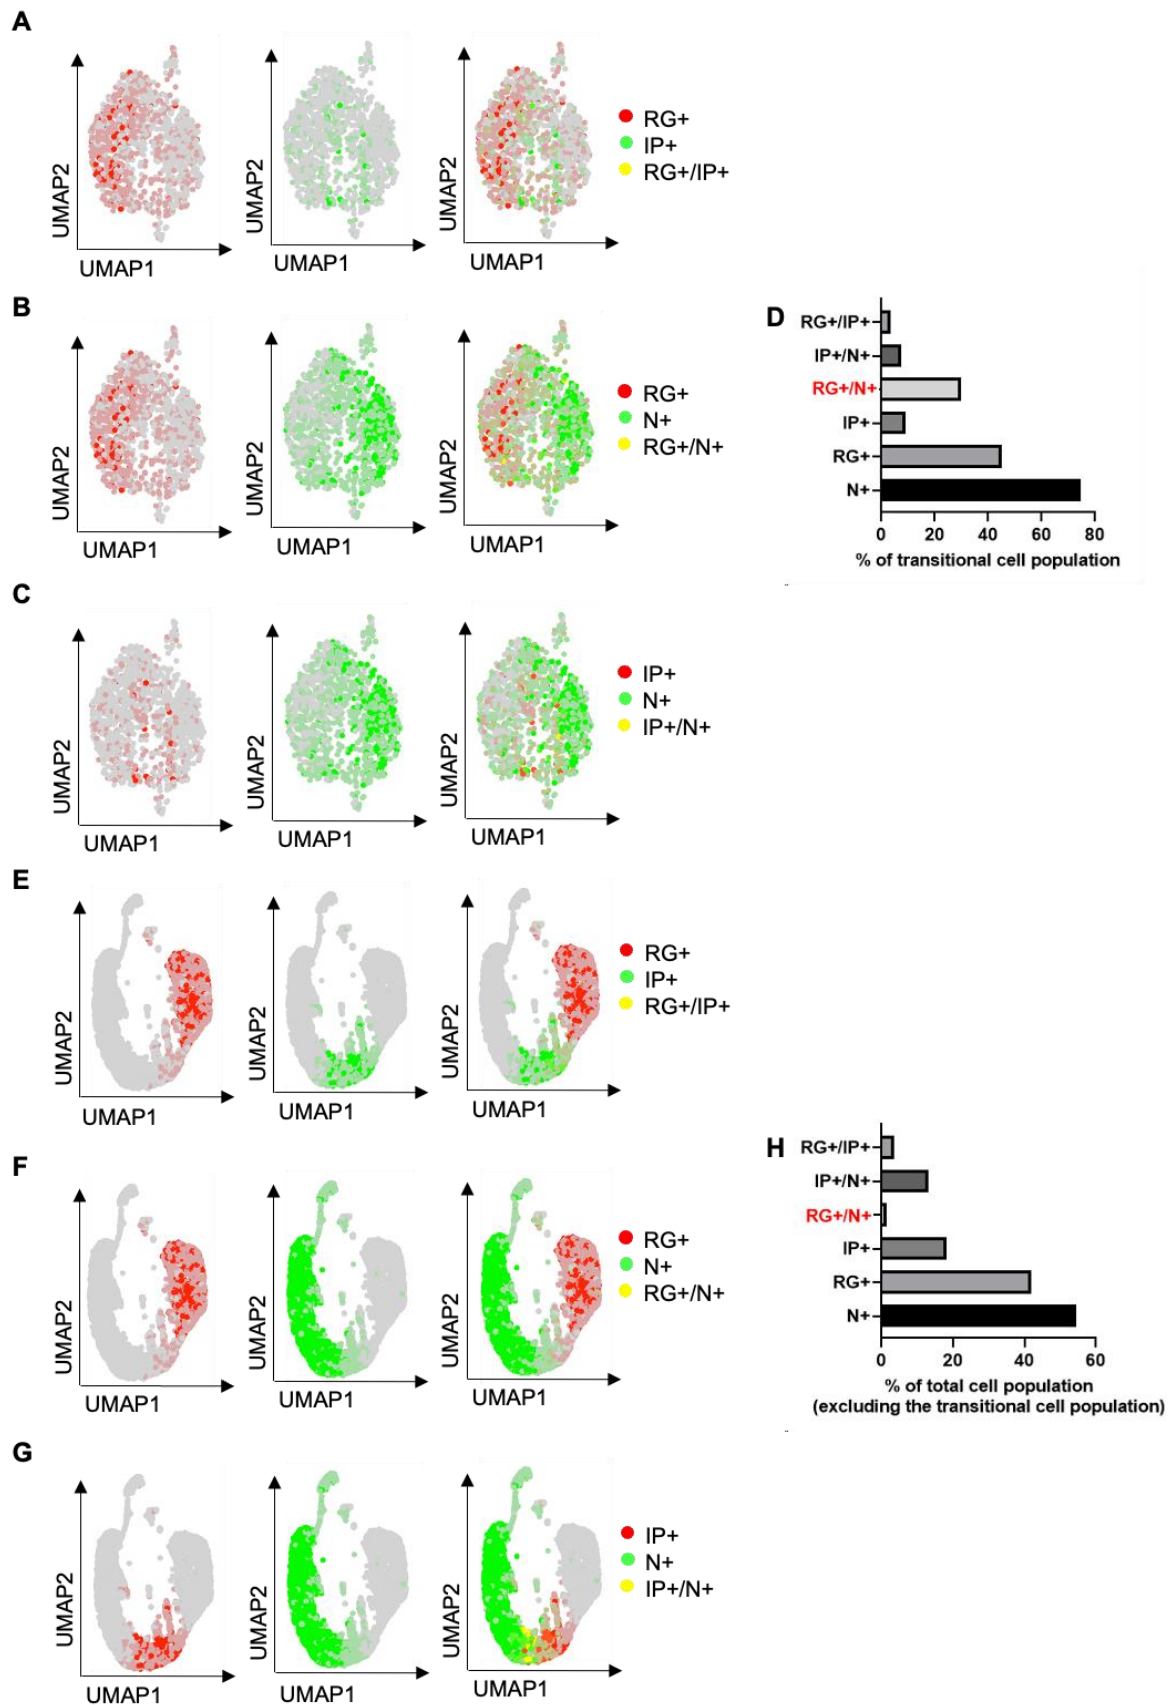 A
UMAP2
UMAP1
UMAP2
UMAP1
UMAP2
UMAP1
RG+
IP+
RG+/IP+
B
UMAP2
UMAP1
UMAP2
UMAP1
UMAP2
UMAP1
RG+
N+
RG+/N+
D
RG+/IP+
IP+/N+
RG+/N+
IP+
RG+
N+
0 20 40 60 80
% of transitional cell population
C
UMAP2
UMAP1
UMAP2
UMAP1
UMAP2
UMAP1
IP+
N+
IP+/N+
E
UMAP2
UMAP1
UMAP2
UMAP1
UMAP2
UMAP1
RG+
IP+
RG+/IP+
F
UMAP2
UMAP1
UMAP2
UMAP1
UMAP2
UMAP1
RG+
N+
RG+/N+
H
RG+/IP+
IP+/N+
RG+/N+
IP+
RG+
N+
0 20 40 60
% of total cell population
(excluding the transitional cell population)
G
UMAP2
UMAP1
UMAP2
UMAP1
UMAP2
UMAP1
IP+
N+
IP+/N+